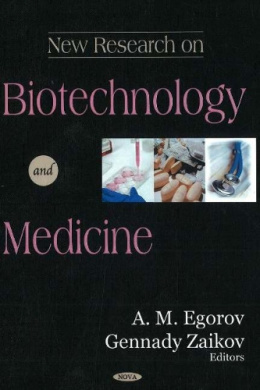 New Research on
Biotechnology
and
Medicine
A. M. Egorov
Gennady Zaikov
Editors
NOVA